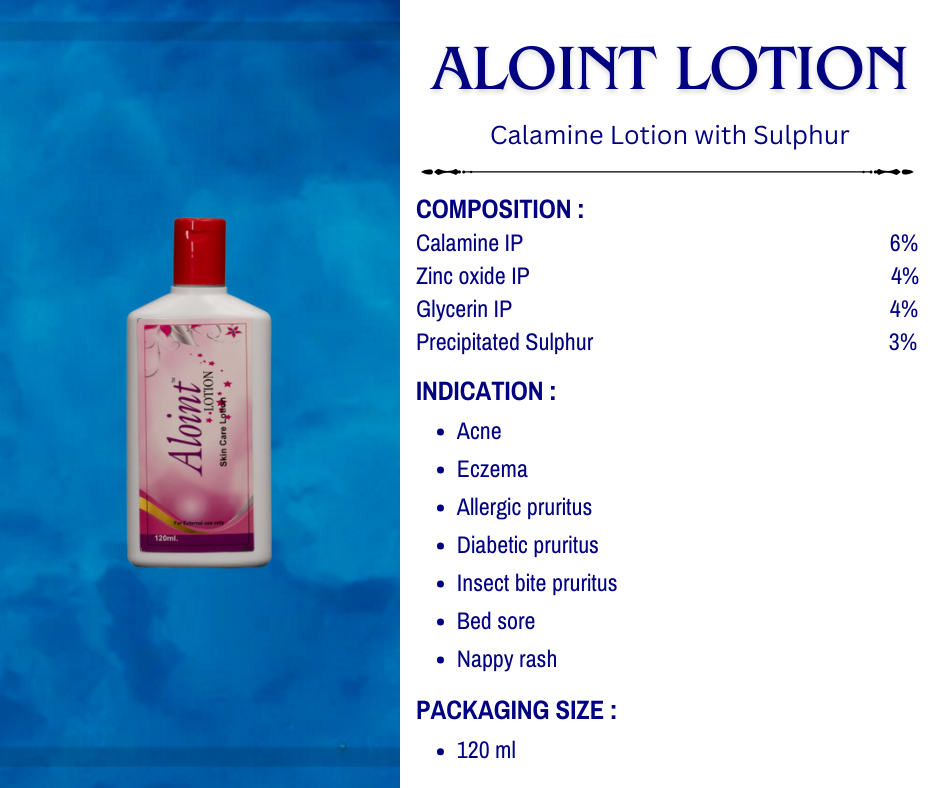 ALOINT LOTION
Calamine Lotion with Sulphur
COMPOSITION :
Calamine IP 6%
Zinc oxide IP 4%
Glycerin IP 4%
Precipitated Sulphur 3%
INDICATION :
• Acne
• Eczema
• Allergic pruritus
• Diabetic pruritus
• Insect bite pruritus
• Bed sore
• Nappy rash
PACKAGING SIZE :
• 120 ml
Aloint™
LOTION
Skin Care Lotion
For External use only
120ml.